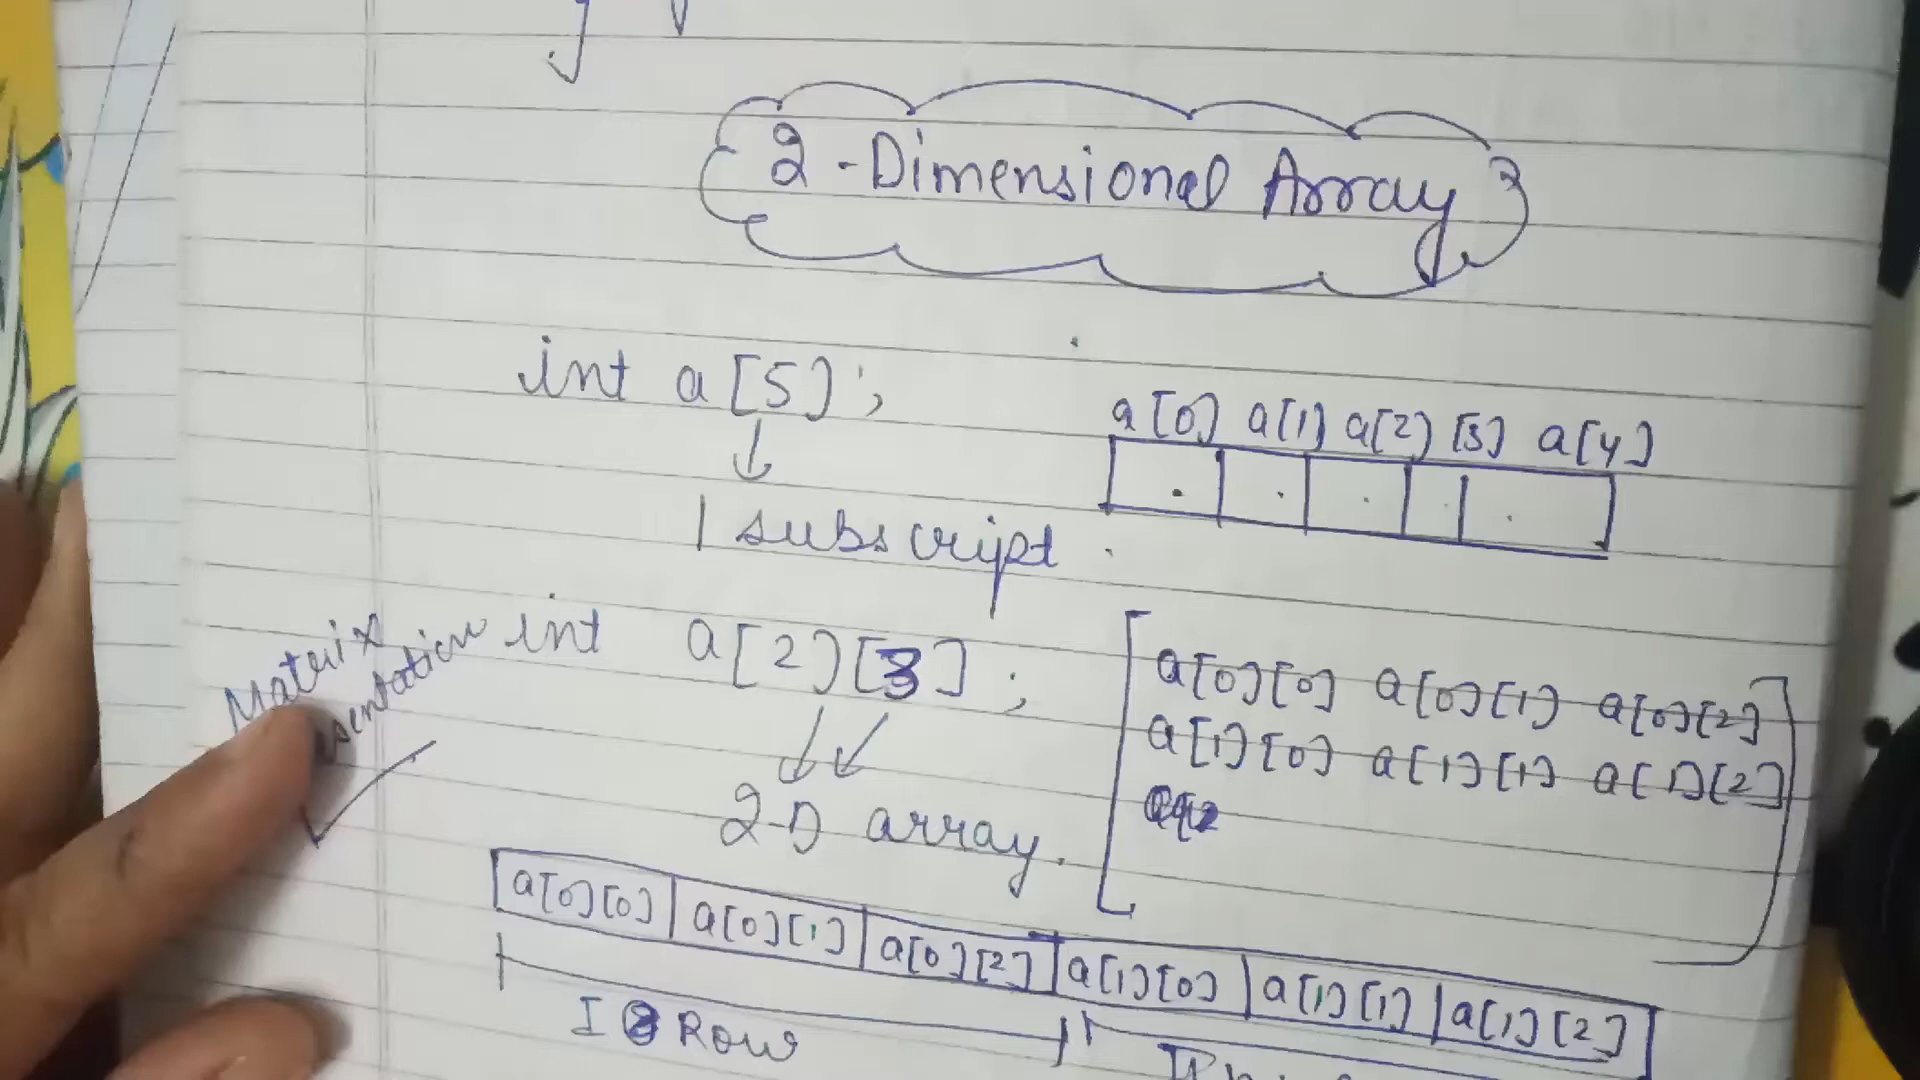 2-Dimensional Array
int a[5];
a[0] a[1] a[2] [3] a[4]
1 subscript.
Matrix
int a[2][3];
a[0][0] a[0][1] a[0][2]
a[1][0] a[1][1] a[1][2]
2-D array.
a[0][0] a[0][1] a[0][2] a[1][0] a[1][1] a[1][2]
I Row